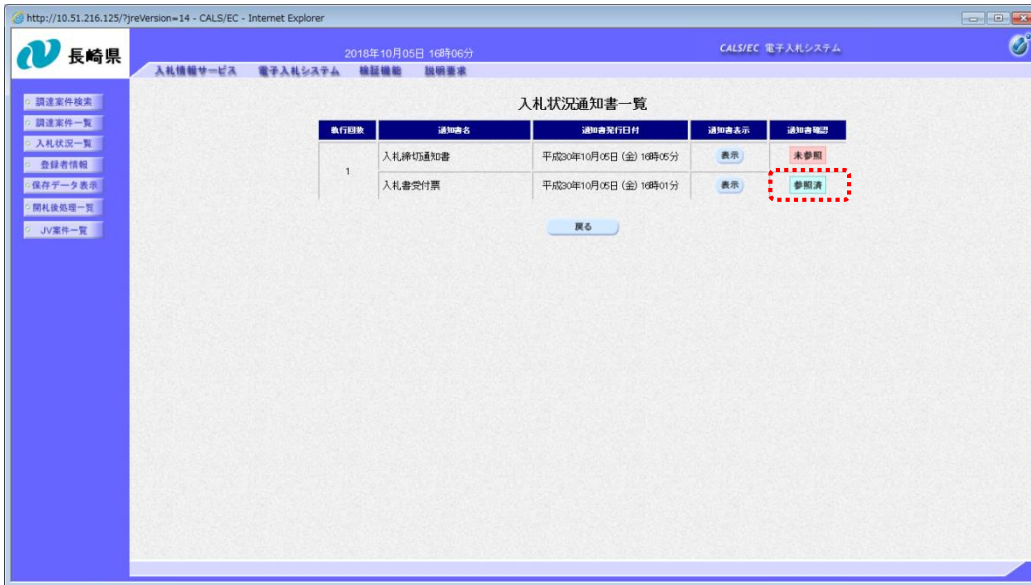 http://10.51.216.125/?jreVersion=14 - CALS/EC - Internet Explorer
長崎県
2018年10月05日 16時06分
CALS/EC 電子入札システム
入札情報サービス 電子入札システム 検証機能 説明要求
調達案件検索
調達案件一覧
入札状況一覧
登録者情報
保存データ表示
開札後処理一覧
JV案件一覧
入札状況通知書一覧
執行回数 通知書名 通知書発行日付 通知書表示 通知書確認
1
入札締切通知書 平成30年10月05日 (金) 16時05分 表示 未参照
入札書受付票 平成30年10月05日 (金) 16時01分 表示 参照済
戻る